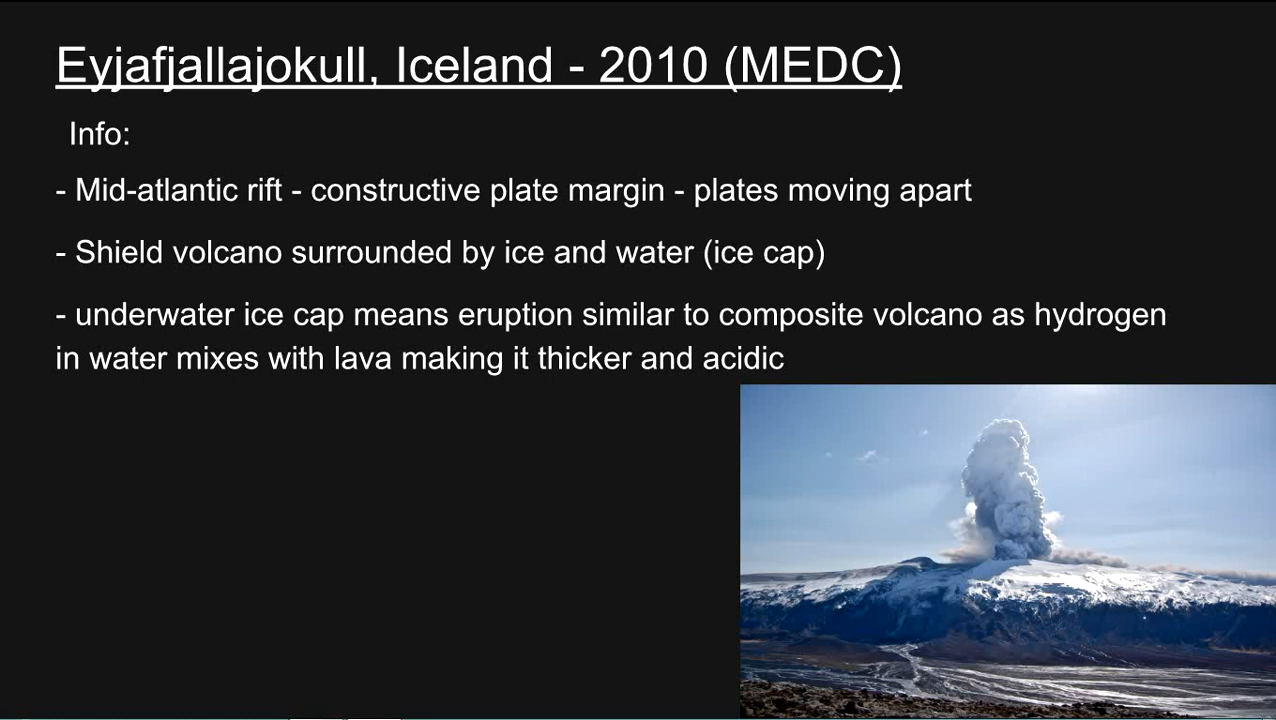 Eyjafjallajokull, Iceland - 2010 (MEDC)
Info:
- Mid-atlantic rift - constructive plate margin - plates moving apart
- Shield volcano surrounded by ice and water (ice cap)
- underwater ice cap means eruption similar to composite volcano as hydrogen
in water mixes with lava making it thicker and acidic